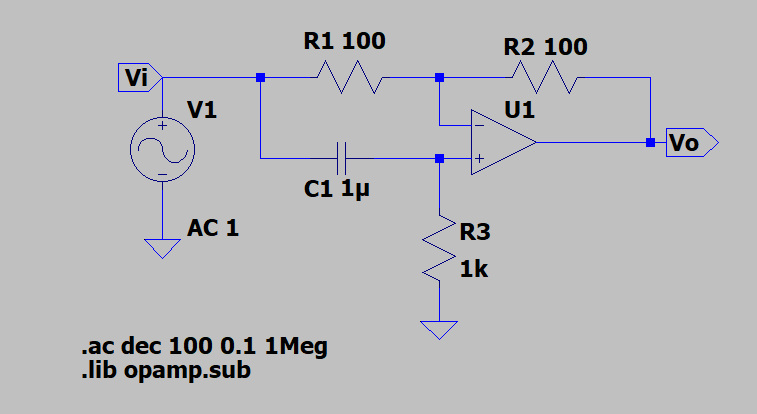 R1 100
R2 100
Vi
V1
U1
+
−
−
+
Vo
C1 1µ
AC 1
R3
1k
.ac dec 100 0.1 1Meg
.lib opamp.sub